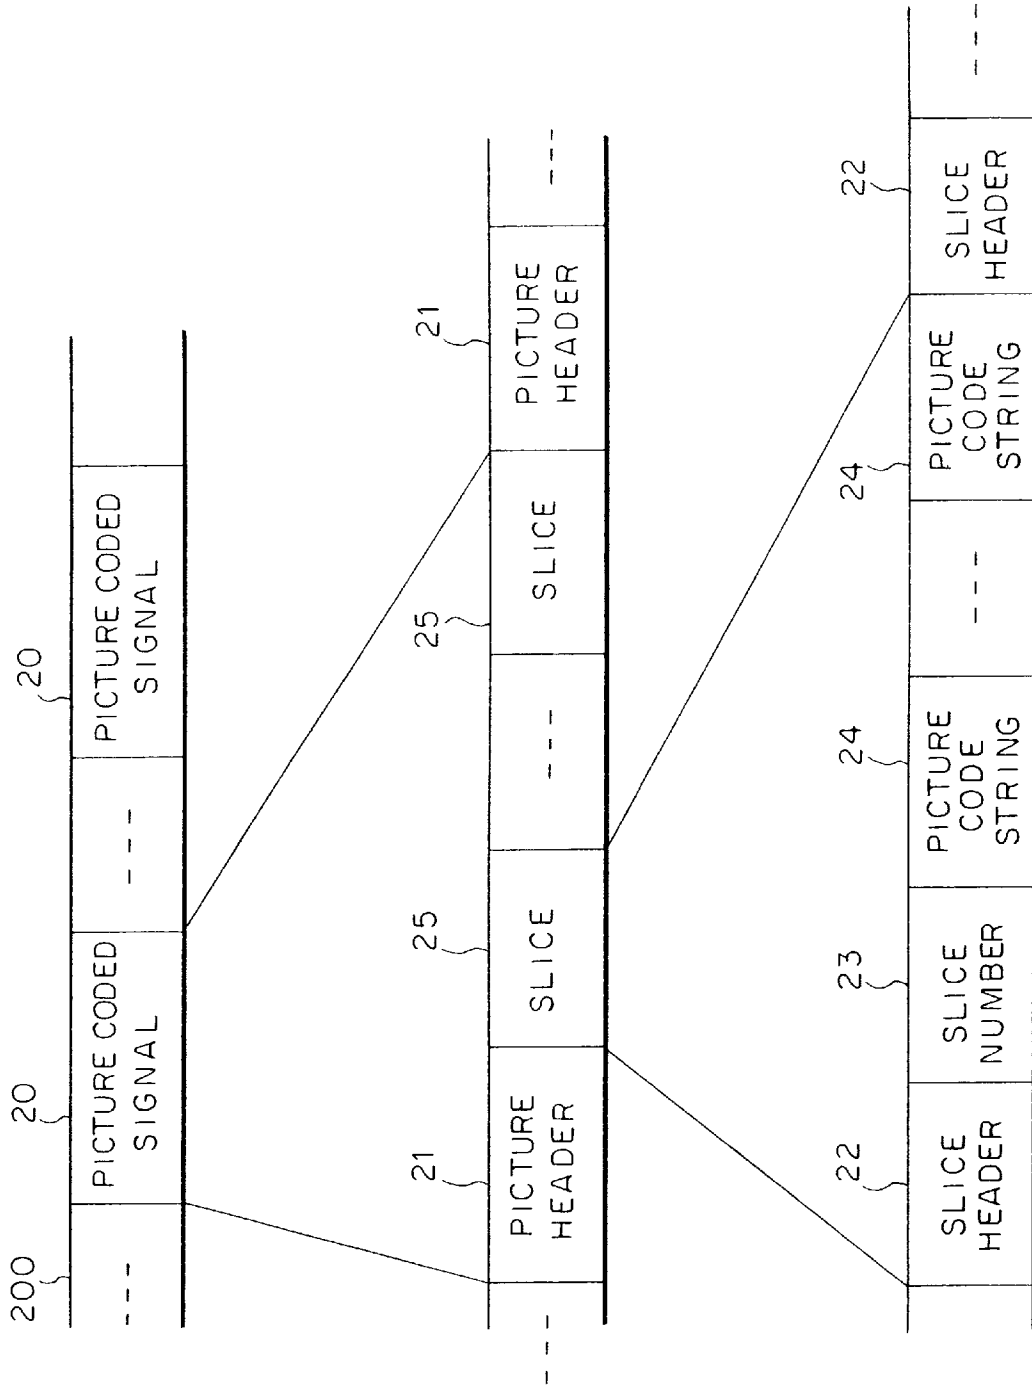 200
20
20
---
PICTURE CODED
SIGNAL
---
PICTURE CODED
SIGNAL
21
25
25
21
---
PICTURE
HEADER
SLICE
---
SLICE
PICTURE
HEADER
---
22
23
24
24
22
SLICE
HEADER
SLICE
NUMBER
PICTURE
CODE
STRING
---
PICTURE
CODE
STRING
SLICE
HEADER
---